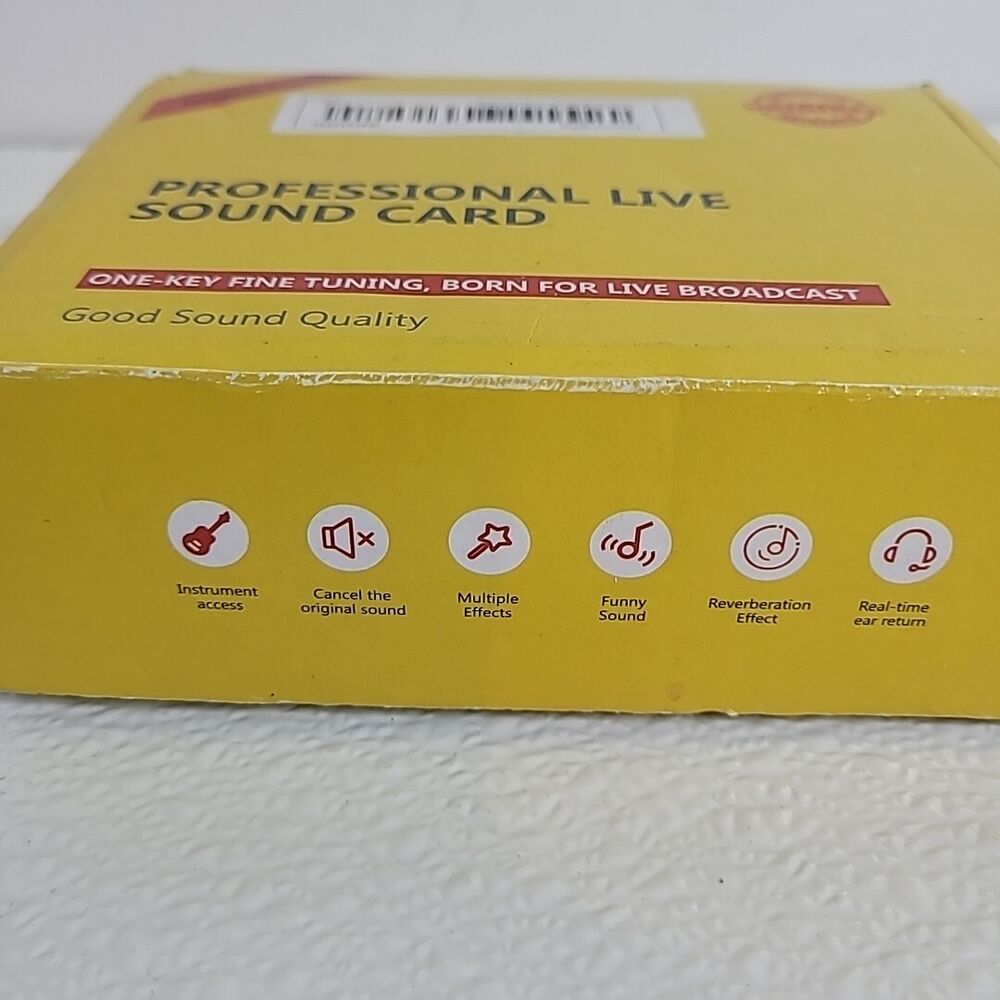 PROFESSIONAL LIVE
SOUND CARD
ONE-KEY FINE TUNING, BORN FOR LIVE BROADCAST
Good Sound Quality
Instrument
access
Cancel the
original sound
Multiple
Effects
Funny
Sound
Reverberation
Effect
Real-time
ear return